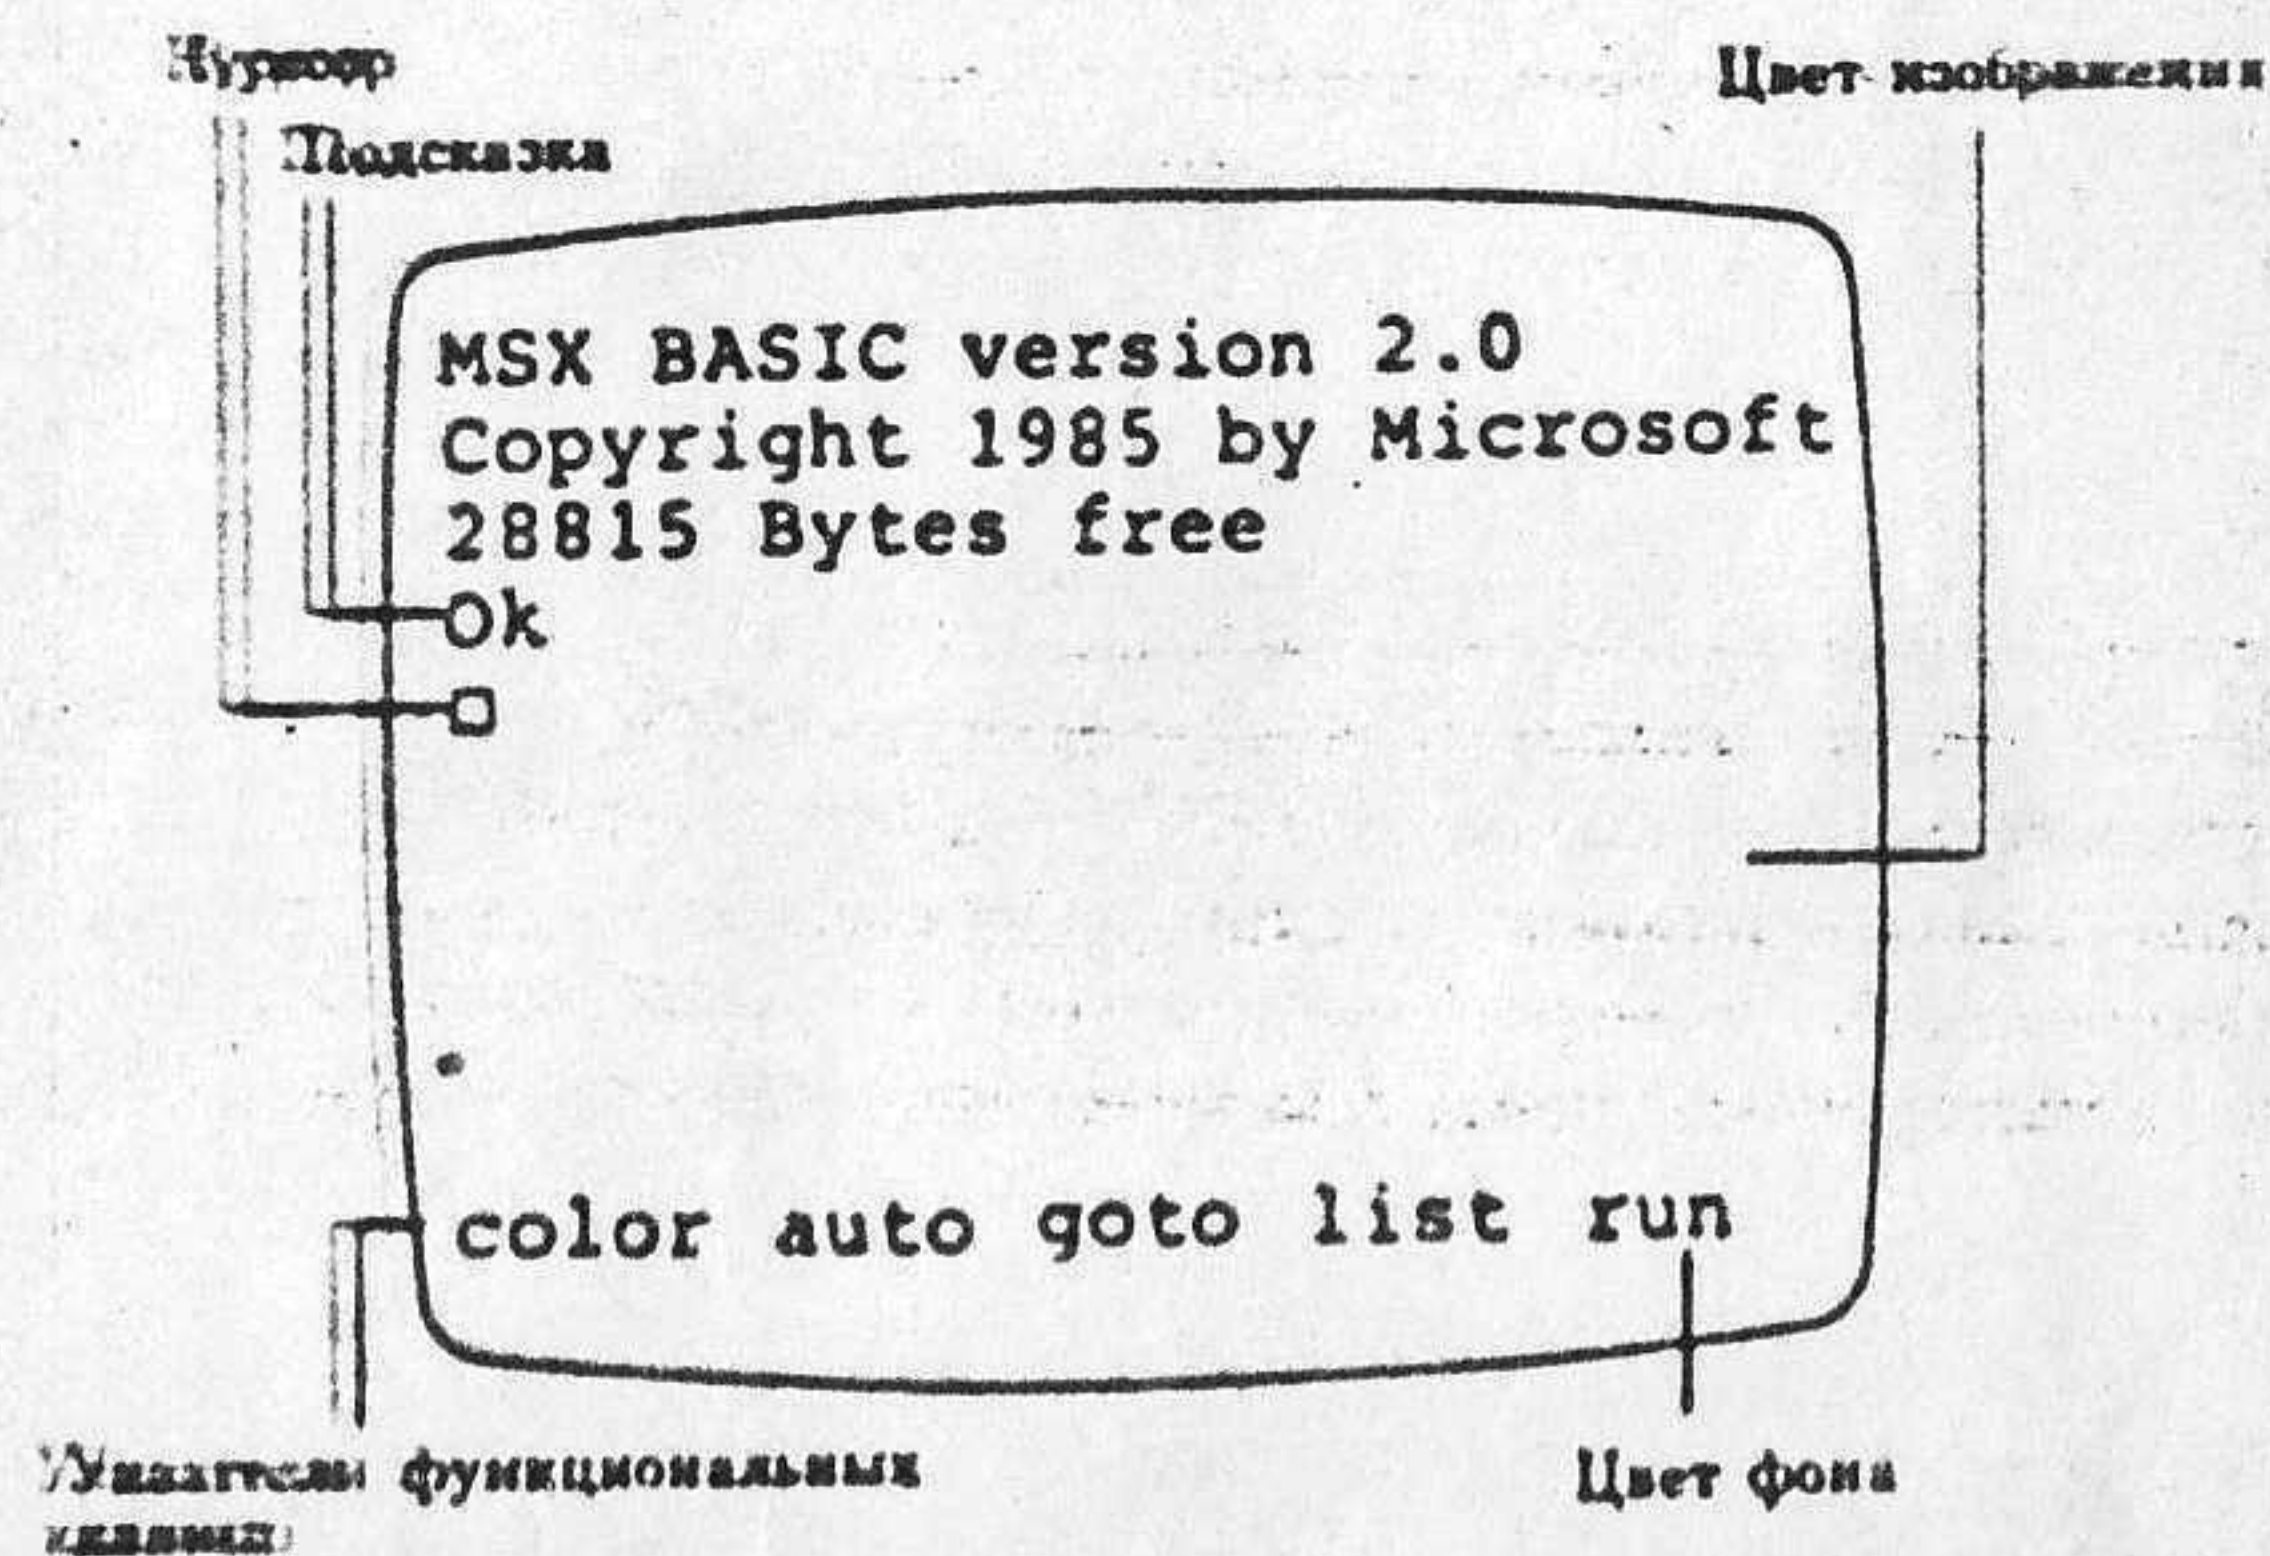 Курсор
Цвет изображения
Подсказка
MSX BASIC version 2.0
Copyright 1985 by Microsoft
28815 Bytes free
Ok
color auto goto list run
Указатели функциональных
клавиш
Цвет фона